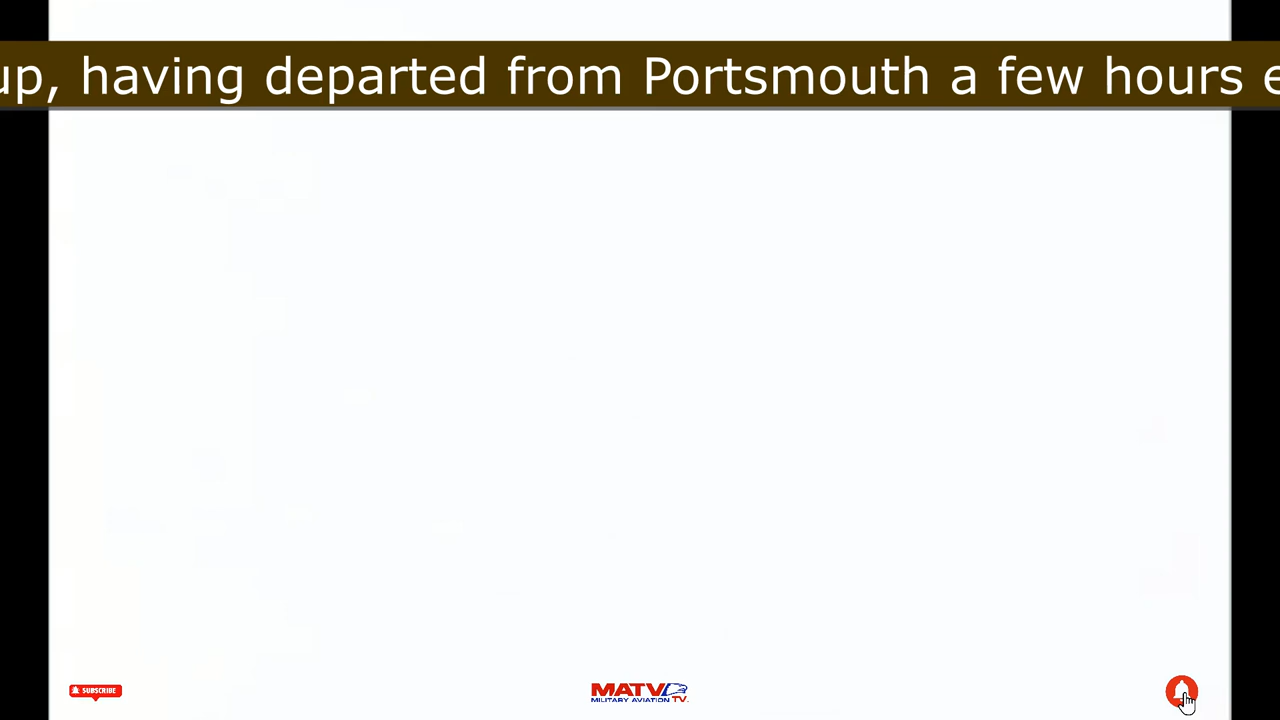 up, having departed from Portsmouth a few hours e
SUBSCRIBE
MATV
MILITARY AVIATION TV.